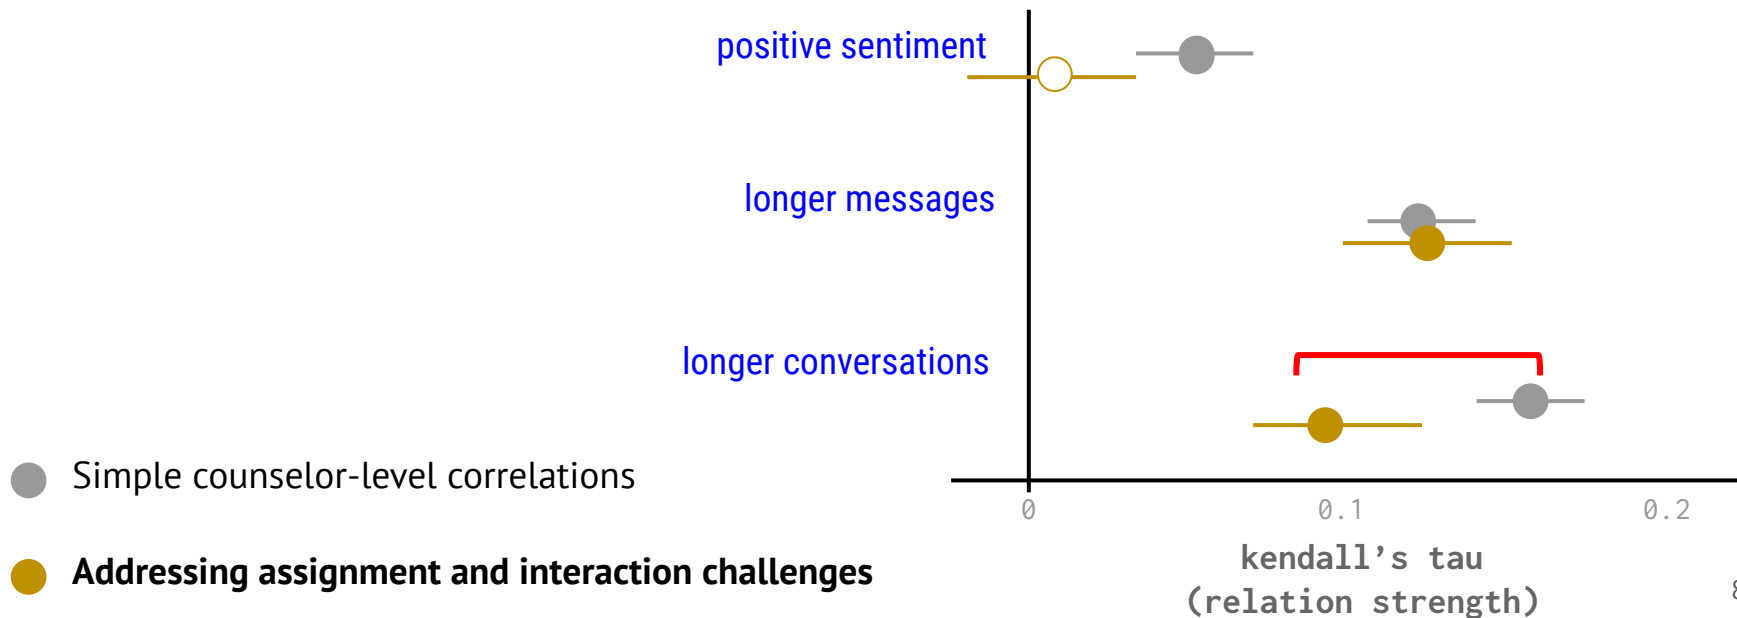 positive sentiment
longer messages
longer conversations
Simple counselor-level correlations
Addressing assignment and interaction challenges
0 0.1 0.2
kendall’s tau
(relation strength)